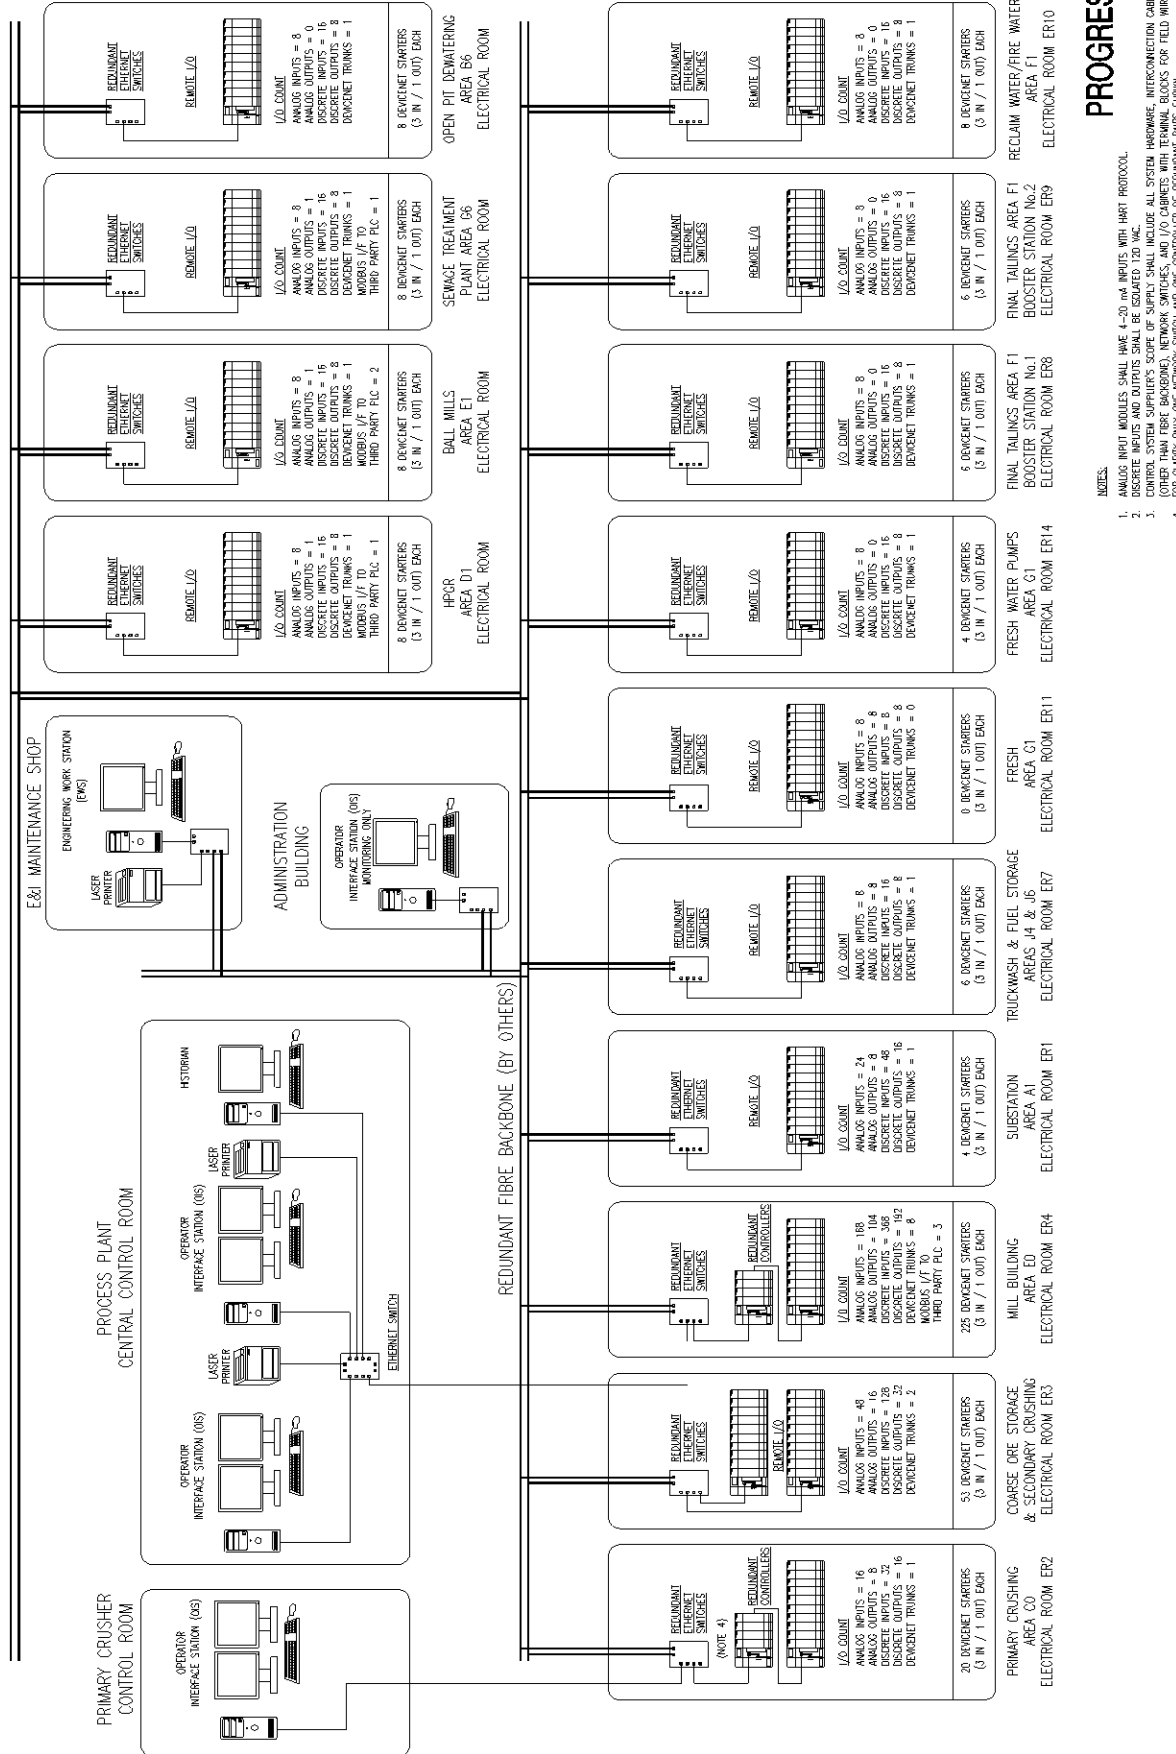 PRIMARY CRUSHER
CONTROL ROOM
OPERATOR
INTERFACE STATION (OIS)
PROCESS PLANT
CENTRAL CONTROL ROOM
OPERATOR
INTERFACE STATION (OIS)
LASER
PRINTER
OPERATOR
INTERFACE STATION (OIS)
LASER
PRINTER
HISTORIAN
ETHERNET SWITCH
E&I MAINTENANCE SHOP
LASER
PRINTER
ENGINEERING WORK STATION
(EWS)
ADMINISTRATION
BUILDING
OPERATOR
INTERFACE STATION (OIS)
MONITORING ONLY
REDUNDANT FIBRE BACKBONE (BY OTHERS)
REDUNDANT
ETHERNET
SWITCHES
REMOTE I/O
I/O COUNT
ANALOG INPUTS = 8
ANALOG OUTPUTS = 1
DISCRETE INPUTS = 16
DISCRETE OUTPUTS = 8
DEVICENET TRUNKS = 1
MODBUS I/F TO
THIRD PARTY PLC = 1
8 DEVICENET STARTERS
(3 IN / 1 OUT) EACH
HPGR
AREA D1
ELECTRICAL ROOM
REDUNDANT
ETHERNET
SWITCHES
REMOTE I/O
I/O COUNT
ANALOG INPUTS = 8
ANALOG OUTPUTS = 1
DISCRETE INPUTS = 16
DISCRETE OUTPUTS = 8
DEVICENET TRUNKS = 1
MODBUS I/F TO
THIRD PARTY PLC = 2
8 DEVICENET STARTERS
(3 IN / 1 OUT) EACH
BALL MILLS
AREA E1
ELECTRICAL ROOM
REDUNDANT
ETHERNET
SWITCHES
REMOTE I/O
I/O COUNT
ANALOG INPUTS = 8
ANALOG OUTPUTS = 1
DISCRETE INPUTS = 16
DISCRETE OUTPUTS = 8
DEVICENET TRUNKS = 1
MODBUS I/F TO
THIRD PARTY PLC = 1
8 DEVICENET STARTERS
(3 IN / 1 OUT) EACH
SEWAGE TREATMENT
PLANT AREA G6
ELECTRICAL ROOM
REDUNDANT
ETHERNET
SWITCHES
REMOTE I/O
I/O COUNT
ANALOG INPUTS = 8
ANALOG OUTPUTS = 0
DISCRETE INPUTS = 16
DISCRETE OUTPUTS = 8
DEVICENET TRUNKS = 1
8 DEVICENET STARTERS
(3 IN / 1 OUT) EACH
OPEN PIT DEWATERING
AREA B6
ELECTRICAL ROOM
REDUNDANT
ETHERNET
SWITCHES
(NOTE 4)
REDUNDANT
CONTROLLERS
I/O COUNT
ANALOG INPUTS = 16
ANALOG OUTPUTS = 8
DISCRETE INPUTS = 32
DISCRETE OUTPUTS = 16
DEVICENET TRUNKS = 1
20 DEVICENET STARTERS
(3 IN / 1 OUT) EACH
PRIMARY CRUSHING
AREA C0
ELECTRICAL ROOM ER2
REDUNDANT
ETHERNET
SWITCHES
REMOTE I/O
I/O COUNT
ANALOG INPUTS = 48
ANALOG OUTPUTS = 16
DISCRETE INPUTS = 128
DISCRETE OUTPUTS = 32
DEVICENET TRUNKS = 2
53 DEVICENET STARTERS
(3 IN / 1 OUT) EACH
COARSE ORE STORAGE
& SECONDARY CRUSHING
ELECTRICAL ROOM ER3
REDUNDANT
ETHERNET
SWITCHES
REDUNDANT
CONTROLLERS
I/O COUNT
ANALOG INPUTS = 168
ANALOG OUTPUTS = 104
DISCRETE INPUTS = 368
DISCRETE OUTPUTS = 192
DEVICENET TRUNKS = 8
MODBUS I/F TO
THIRD PARTY PLC = 3
225 DEVICENET STARTERS
(3 IN / 1 OUT) EACH
MILL BUILDING
AREA E0
ELECTRICAL ROOM ER4
REDUNDANT
ETHERNET
SWITCHES
REMOTE I/O
I/O COUNT
ANALOG INPUTS = 24
ANALOG OUTPUTS = 8
DISCRETE INPUTS = 48
DISCRETE OUTPUTS = 16
DEVICENET TRUNKS = 1
4 DEVICENET STARTERS
(3 IN / 1 OUT) EACH
SUBSTATION
AREA A1
ELECTRICAL ROOM ER1
REDUNDANT
ETHERNET
SWITCHES
REMOTE I/O
I/O COUNT
ANALOG INPUTS = 8
ANALOG OUTPUTS = 8
DISCRETE INPUTS = 16
DISCRETE OUTPUTS = 8
DEVICENET TRUNKS = 1
6 DEVICENET STARTERS
(3 IN / 1 OUT) EACH
TRUCKWASH & FUEL STORAGE
AREAS J4 & J6
ELECTRICAL ROOM ER7
REDUNDANT
ETHERNET
SWITCHES
REMOTE I/O
I/O COUNT
ANALOG INPUTS = 8
ANALOG OUTPUTS = 8
DISCRETE INPUTS = 8
DISCRETE OUTPUTS = 8
DEVICENET TRUNKS = 0
0 DEVICENET STARTERS
(3 IN / 1 OUT) EACH
FRESH
AREA G1
ELECTRICAL ROOM ER11
REDUNDANT
ETHERNET
SWITCHES
REMOTE I/O
I/O COUNT
ANALOG INPUTS = 8
ANALOG OUTPUTS = 0
DISCRETE INPUTS = 16
DISCRETE OUTPUTS = 8
DEVICENET TRUNKS = 1
4 DEVICENET STARTERS
(3 IN / 1 OUT) EACH
FRESH WATER PUMPS
AREA G1
ELECTRICAL ROOM ER14
REDUNDANT
ETHERNET
SWITCHES
REMOTE I/O
I/O COUNT
ANALOG INPUTS = 8
ANALOG OUTPUTS = 0
DISCRETE INPUTS = 16
DISCRETE OUTPUTS = 8
DEVICENET TRUNKS = 1
6 DEVICENET STARTERS
(3 IN / 1 OUT) EACH
FINAL TAILINGS AREA F1
BOOSTER STATION No.1
ELECTRICAL ROOM ER8
REDUNDANT
ETHERNET
SWITCHES
REMOTE I/O
I/O COUNT
ANALOG INPUTS = 8
ANALOG OUTPUTS = 0
DISCRETE INPUTS = 16
DISCRETE OUTPUTS = 8
DEVICENET TRUNKS = 1
6 DEVICENET STARTERS
(3 IN / 1 OUT) EACH
FINAL TAILINGS AREA F1
BOOSTER STATION No.2
ELECTRICAL ROOM ER9
REDUNDANT
ETHERNET
SWITCHES
REMOTE I/O
I/O COUNT
ANALOG INPUTS = 8
ANALOG OUTPUTS = 0
DISCRETE INPUTS = 16
DISCRETE OUTPUTS = 8
DEVICENET TRUNKS = 1
8 DEVICENET STARTERS
(3 IN / 1 OUT) EACH
RECLAIM WATER/FIRE WATER
AREA F1
ELECTRICAL ROOM ER10
PROGRES
NOTES:
1. ANALOG INPUT MODULES SHALL HAVE 4-20 mA INPUTS WITH HART PROTOCOL.
2. DISCRETE INPUTS AND OUTPUTS SHALL BE ISOLATED 120 VAC.
3. CONTROL SYSTEM SUPPLIER'S SCOPE OF SUPPLY SHALL INCLUDE ALL SYSTEM HARDWARE, INTERCONNECTION
(OTHER THAN FIBRE BACKBONE), NETWORK SWITCHES, AND I/O CABINETS WITH TERMINAL BLOCKS FOR FIELD